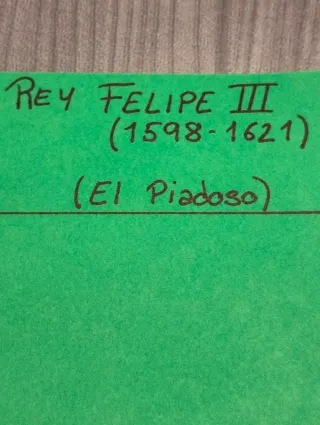 REY FELIPE III
(1598-1621)
(El Piadoso)